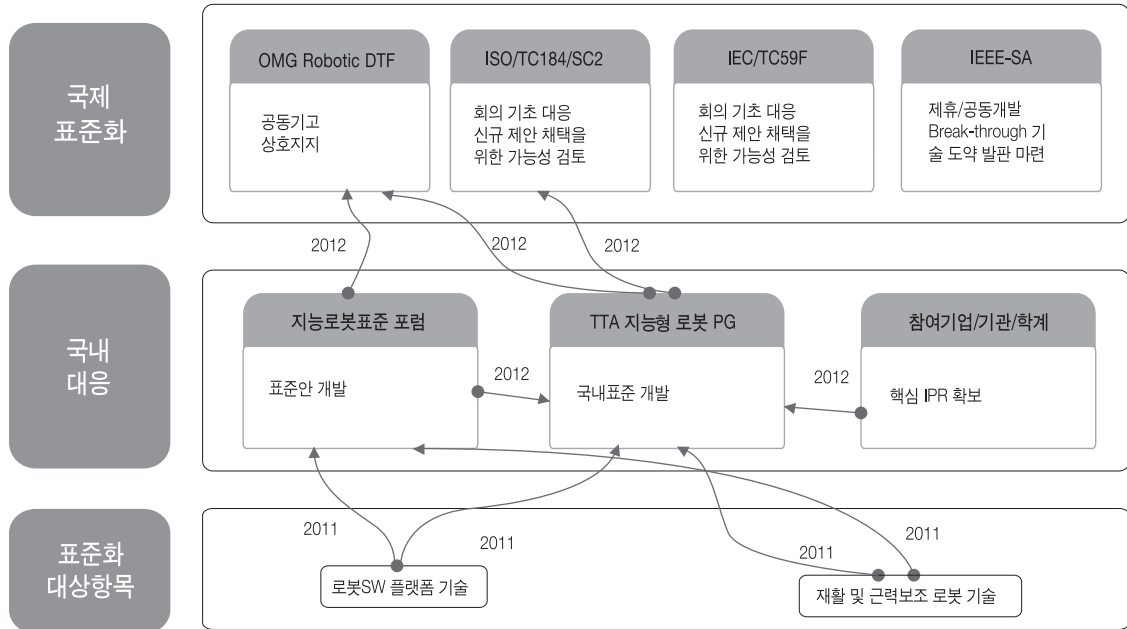 국제
표준화
OMG Robotic DTF
공동기고
상호지지
ISO/TC184/SC2
회의 기초 대응
신규 제안 채택을
위한 가능성 검토
IEC/TC59F
회의 기초 대응
신규 제안 채택을
위한 가능성 검토
IEEE-SA
제휴/공동개발
Break-through 기
술 도약 발판 마련
2012
2012
2012
국내
대응
지능로봇표준 포럼
표준안 개발
2012
TTA 지능형 로봇 PG
국내표준 개발
2012
참여기업/기관/학계
핵심 IPR 확보
표준화
대상항목
2011
2011
2011
2011
로봇SW 플랫폼 기술
재활 및 근력보조 로봇 기술